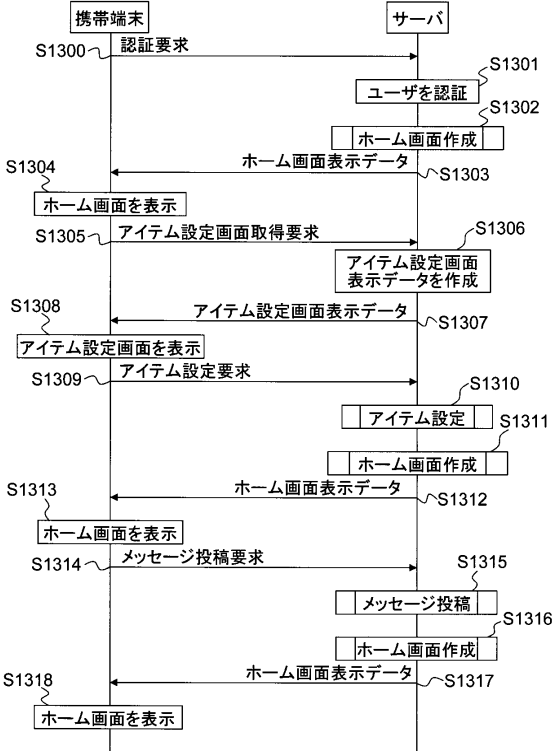 携帯端末
サーバ
S1300
認証要求
S1301
ユーザを認証
S1302
ホーム画面作成
ホーム画面表示データ
S1303
S1304
ホーム画面を表示
S1305
アイテム設定画面取得要求
S1306
アイテム設定画面
表示データを作成
アイテム設定画面表示データ
S1307
S1308
アイテム設定画面を表示
S1309
アイテム設定要求
S1310
アイテム設定
S1311
ホーム画面作成
ホーム画面表示データ
S1312
S1313
ホーム画面を表示
S1314
メッセージ投稿要求
S1315
メッセージ投稿
S1316
ホーム画面作成
ホーム画面表示データ
S1317
S1318
ホーム画面を表示